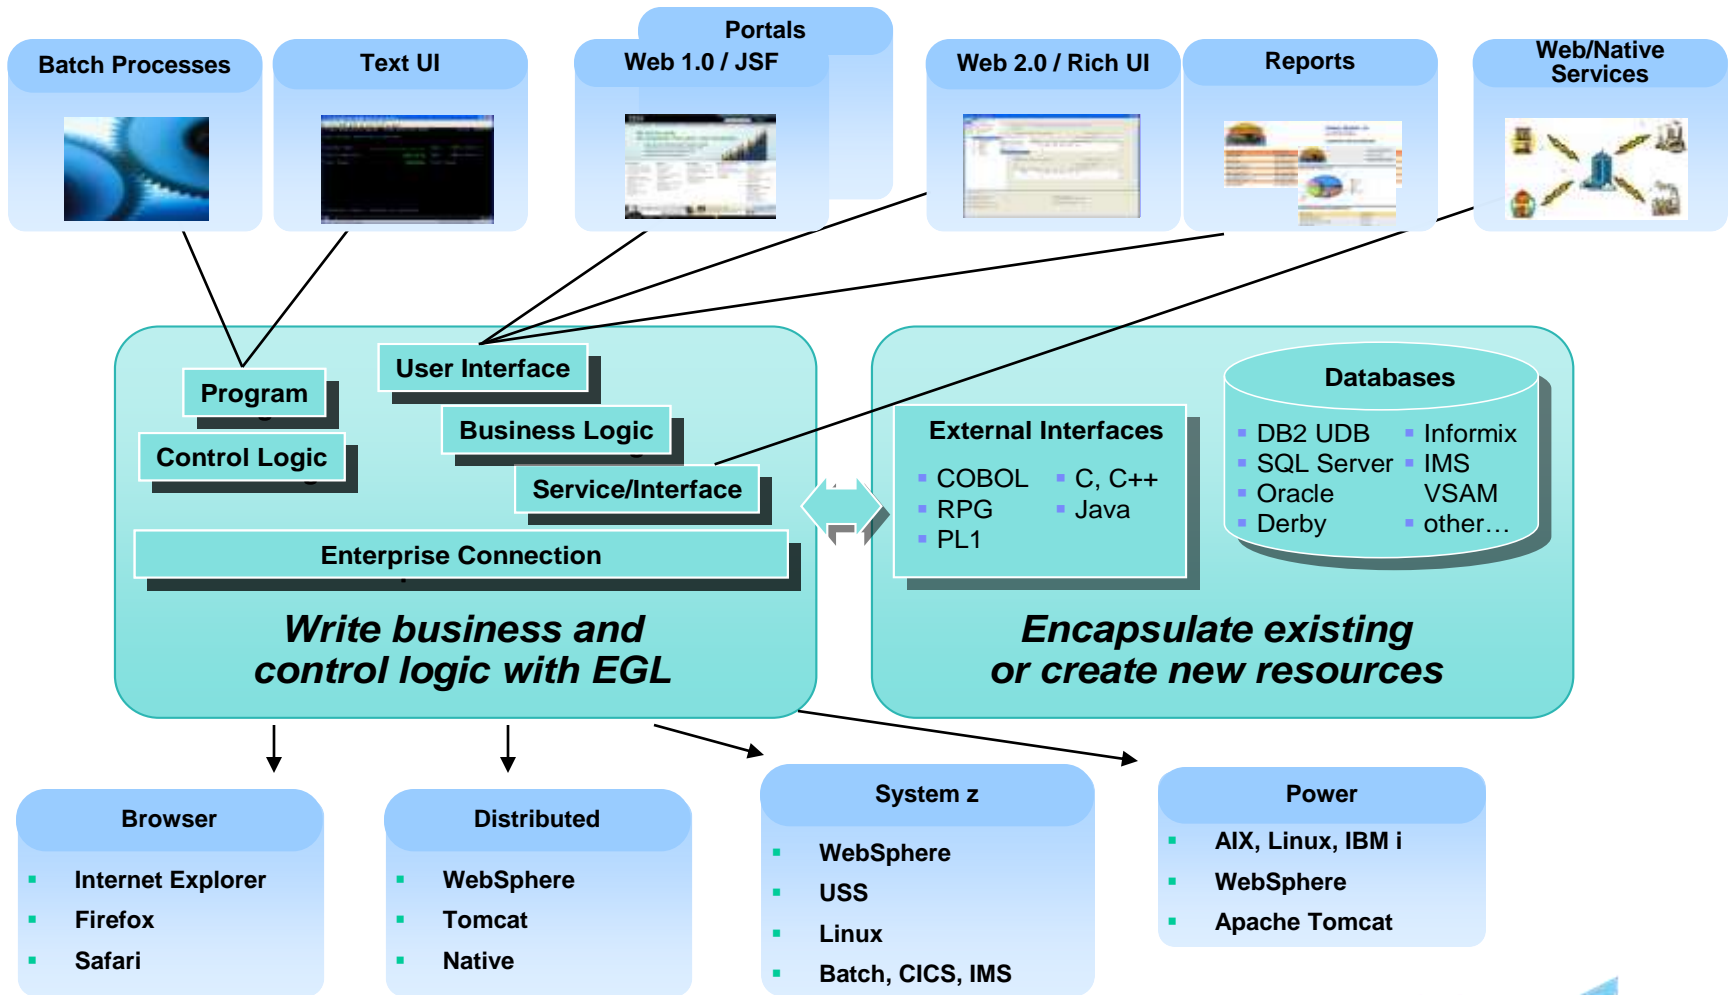 Portals
Batch Processes
Text UI
Web 1.0 / JSF
Web 2.0 / Rich UI
Reports
Web/Native
Services
User Interface
Program
Business Logic
Control Logic
Service/Interface
Enterprise Connection
Write business and
control logic with EGL
External Interfaces
COBOL
RPG
PL1
C, C++
Java
Databases
DB2 UDB
SQL Server
Oracle
Derby
Informix
IMS
VSAM
other…
Encapsulate existing
or create new resources
Browser
Internet Explorer
Firefox
Safari
Distributed
WebSphere
Tomcat
Native
System z
WebSphere
USS
Linux
Batch, CICS, IMS
Power
AIX, Linux, IBM i
WebSphere
Apache Tomcat